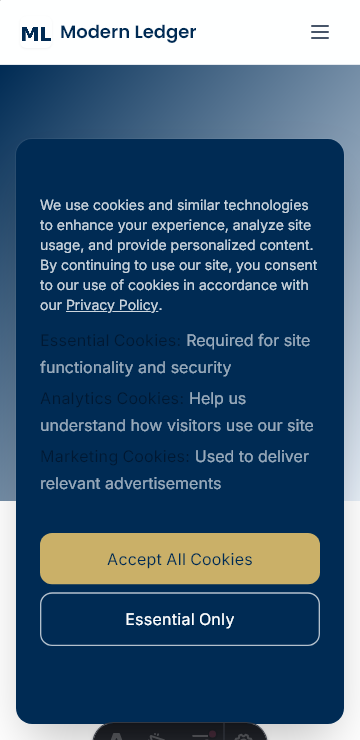 ML Modern Ledger
We use cookies and similar technologies
to enhance your experience, analyze site
usage, and provide personalized content.
By continuing to use our site, you consent
to our use of cookies in accordance with
our Privacy Policy.
Essential Cookies: Required for site
functionality and security
Analytics Cookies: Help us
understand how visitors use our site
Marketing Cookies: Used to deliver
relevant advertisements
Accept All Cookies
Essential Only